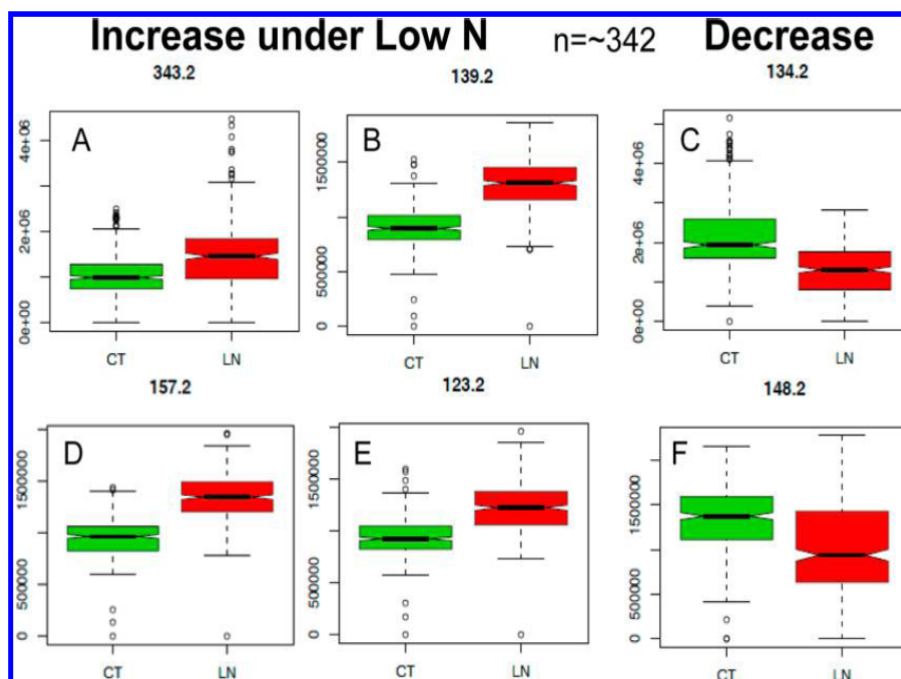 Increase under Low N n=~342 Decrease
343.2
139.2
134.2
A
4e+06
2e+06
0e+00
CT LN
B
1500000
500000
0
CT LN
C
4e+06
2e+06
0e+00
CT LN
157.2
123.2
148.2
D
1500000
500000
0
CT LN
E
1500000
500000
0
CT LN
F
1500000
500000
0
CT LN